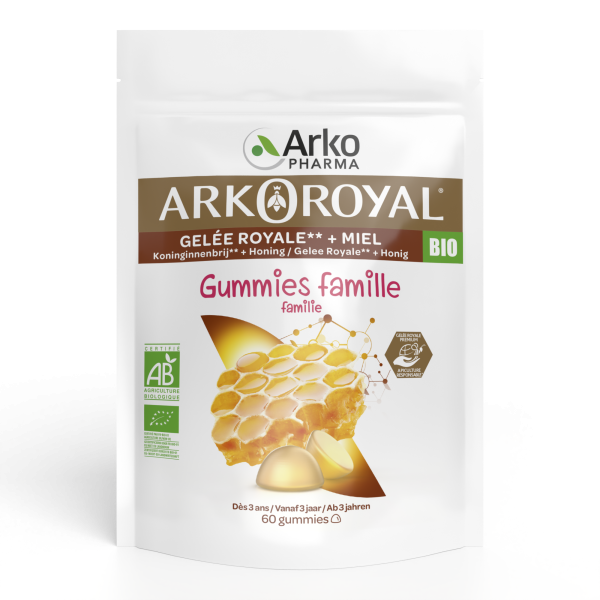 Arko
PHARMA
ARKOROYAL®
GELÉE ROYALE** + MIEL
BIO
Koninginnenbrij** + Honing / Gelee Royale** + Honig
Gummies famille
familie
CERTIFIÉ
AB
AGRICULTURE
BIOLOGIQUE
GELÉE ROYALE
PREMIUM
APICULTURE
RESPONSABLE
Dès 3 ans / Vanaf 3 jaar / Ab 3 jahren
60 gummies